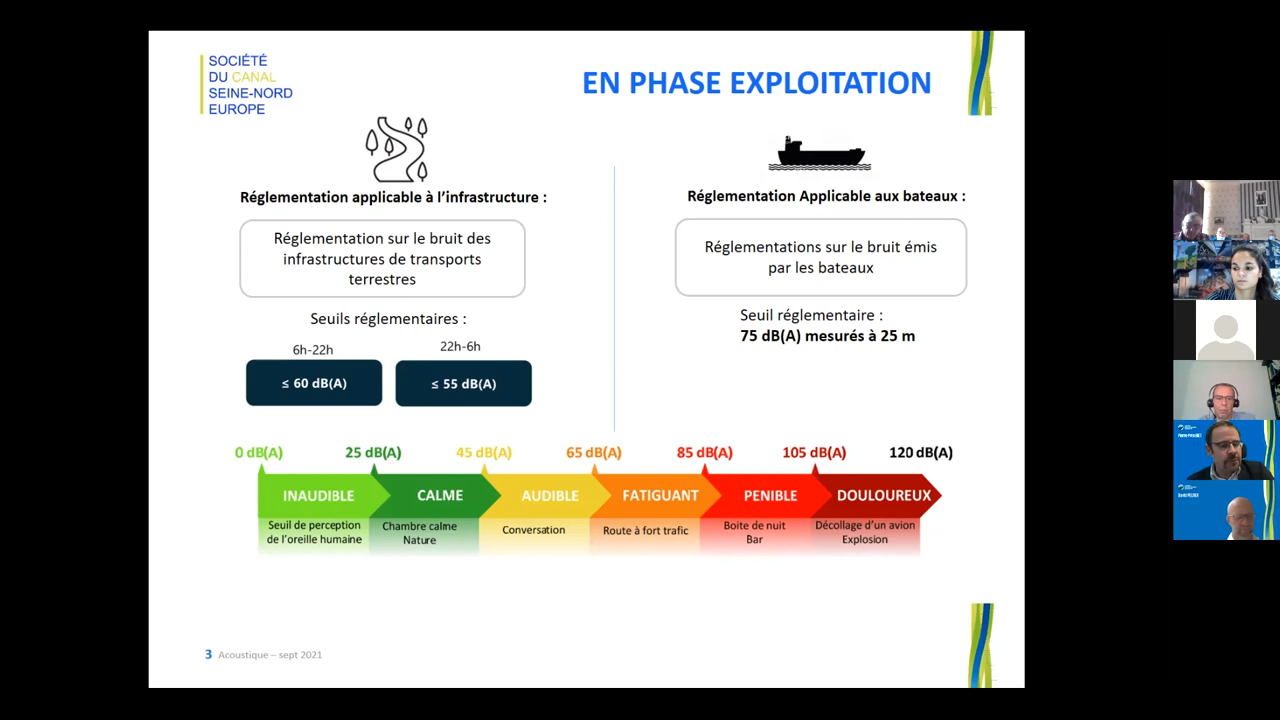 SOCIÉTÉ
DU CANAL
SEINE-NORD
EUROPE
EN PHASE EXPLOITATION
Réglementation applicable à l'infrastructure :
Réglementation sur le bruit des
infrastructures de transports
terrestres
Seuils réglementaires :
6h-22h
22h-6h
≤ 60 dB(A)
≤ 55 dB(A)
Réglementation Applicable aux bateaux :
Réglementations sur le bruit émis
par les bateaux
Seuil réglementaire :
75 dB(A) mesurés à 25 m
0 dB(A)
25 dB(A)
45 dB(A)
65 dB(A)
85 dB(A)
105 dB(A)
120 dB(A)
INAUDIBLE
CALME
AUDIBLE
FATIGUANT
PENIBLE
DOULOUREUX
Seuil de perception
de l'oreille humaine
Chambre calme
Nature
Conversation
Route à fort trafic
Boite de nuit
Bar
Décollage d'un avion
Explosion
3 Acoustique – sept 2021